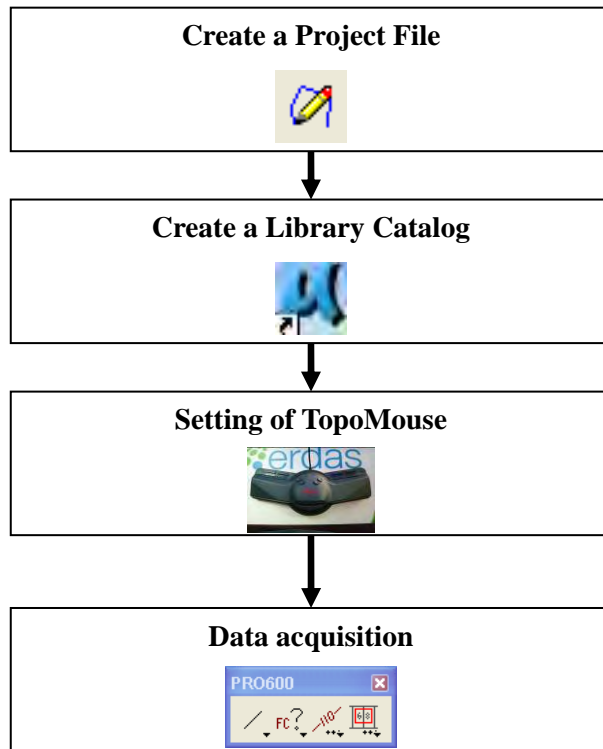 Create a Project File
Create a Library Catalog
Setting of TopoMouse
erdas
Data acquisition
PRO600
FC?